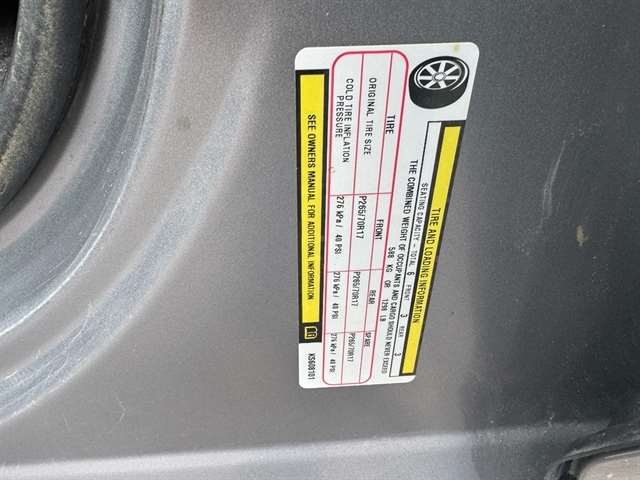 TIRE AND LOADING INFORMATION
SEATING CAPACITY - TOTAL 6 FRONT 3 REAR 3
THE COMBINED WEIGHT OF OCCUPANTS AND CARGO SHOULD NEVER EXCEED
588 KG OR 1298 LB
TIRE FRONT REAR SPARE
ORIGINAL TIRE SIZE P265/70R17 P265/70R17 P265/70R17
COLD TIRE INFLATION PRESSURE 276 kPa / 40 PSI 276 kPa / 40 PSI 276 kPa / 40 PSI
SEE OWNERS MANUAL FOR ADDITIONAL INFORMATION
KS608101